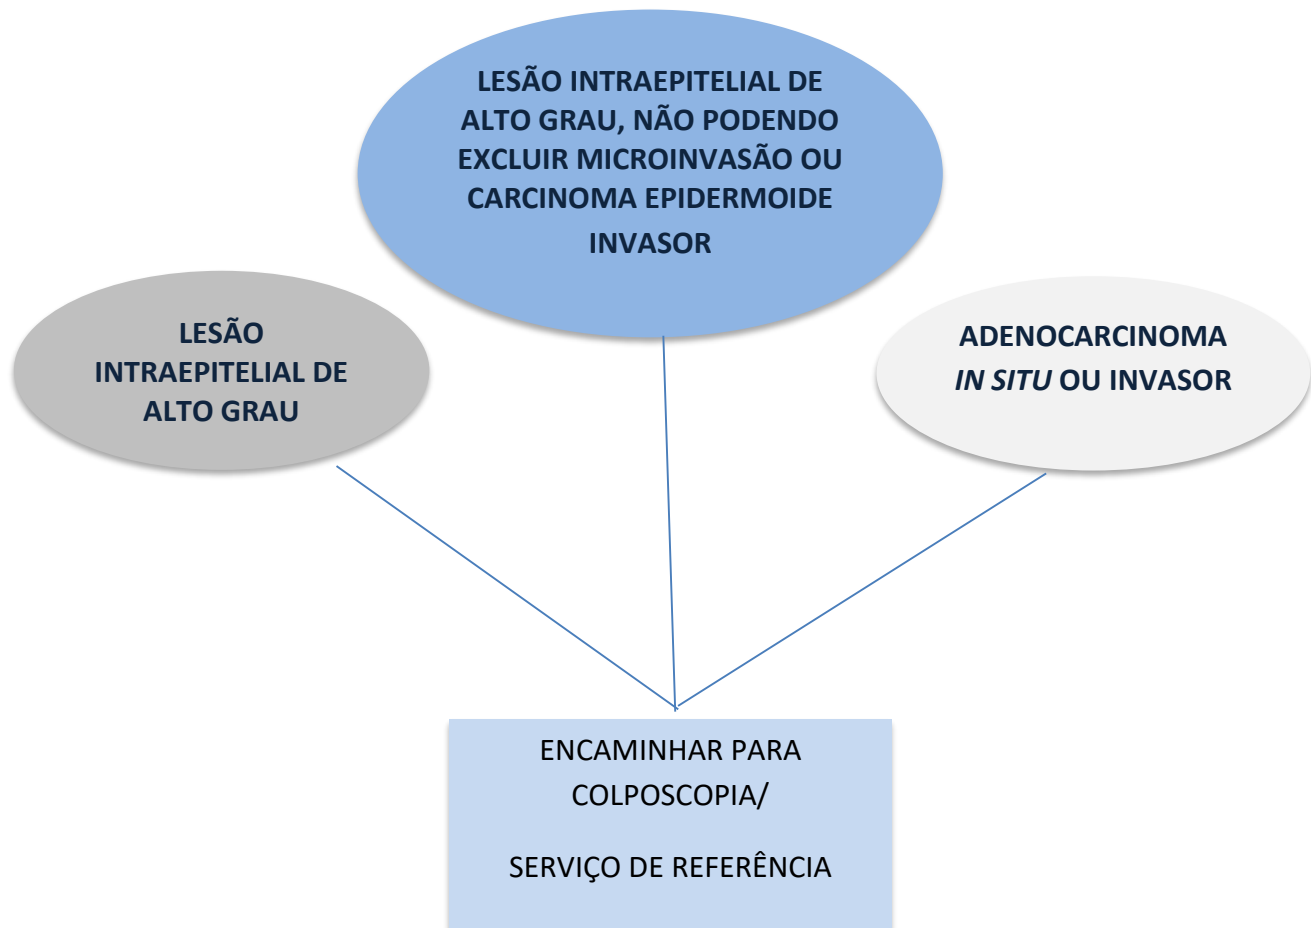 LESÃO INTRAEPITELIAL DE
ALTO GRAU, NÃO PODENDO
EXCLUIR MICROINVASÃO OU
CARCINOMA EPIDERMOIDE
INVASOR
LESÃO
INTRAEPITELIAL DE
ALTO GRAU
ADENOCARCINOMA
IN SITU OU INVASOR
ENCAMINHAR PARA
COLPOSCOPIA/
SERVIÇO DE REFERÊNCIA